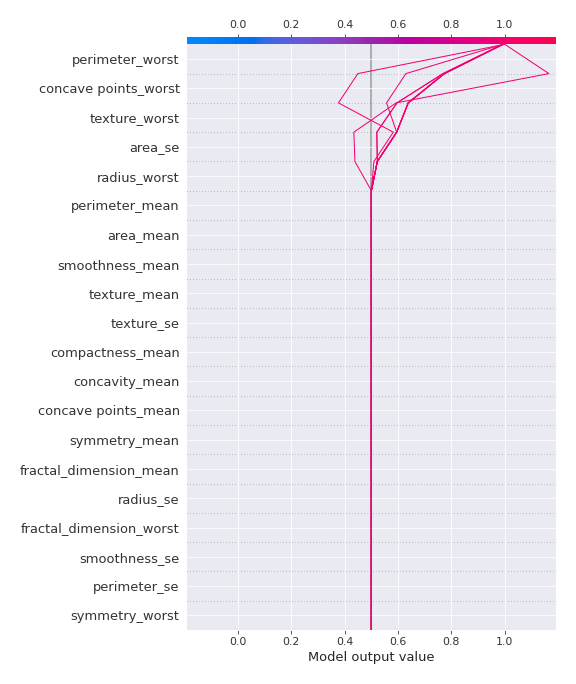 0.0 0.2 0.4 0.6 0.8 1.0
perimeter_worst
concave points_worst
texture_worst
area_se
radius_worst
perimeter_mean
area_mean
smoothness_mean
texture_mean
texture_se
compactness_mean
concavity_mean
concave points_mean
symmetry_mean
fractal_dimension_mean
radius_se
fractal_dimension_worst
smoothness_se
perimeter_se
symmetry_worst
0.0 0.2 0.4 0.6 0.8 1.0
Model output value